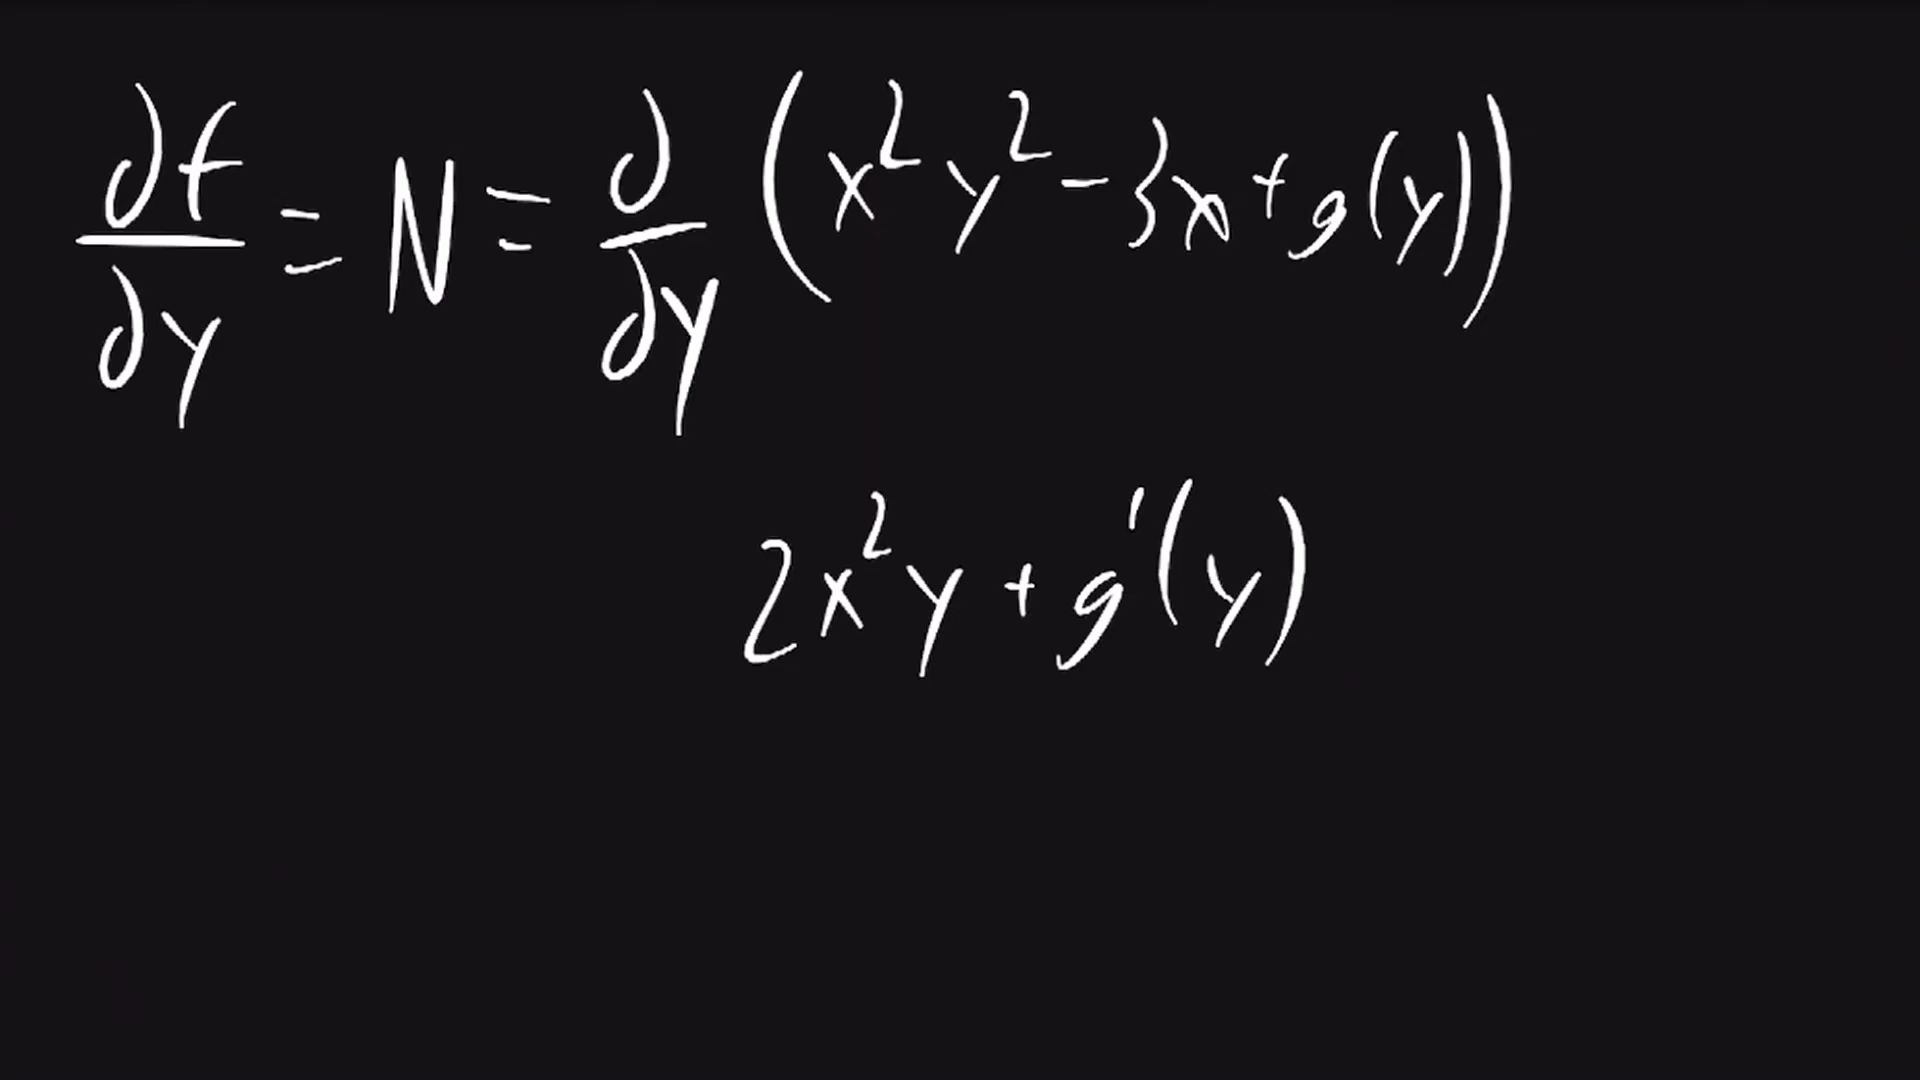 ∂f/∂y = N = ∂/∂y (x²y² - 3x + g(y))
2x²y + g'(y)